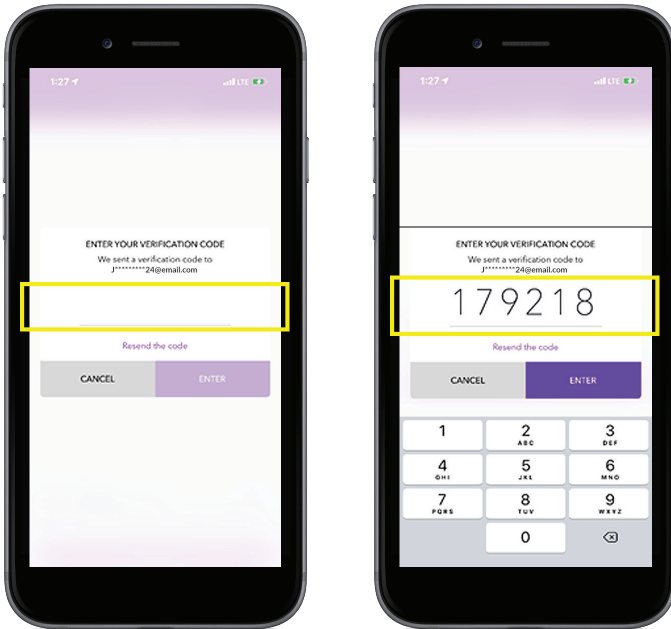 1:27
LTE
ENTER YOUR VERIFICATION CODE
We sent a verification code to
J*********24@email.com
Resend the code
CANCEL
ENTER
1:27
LTE
ENTER YOUR VERIFICATION CODE
We sent a verification code to
J*********24@email.com
179218
Resend the code
CANCEL
ENTER
1
2
3
ABC
DEF
4
5
6
GHI
JKL
MNO
7
8
9
PQRS
TUV
WXYZ
0